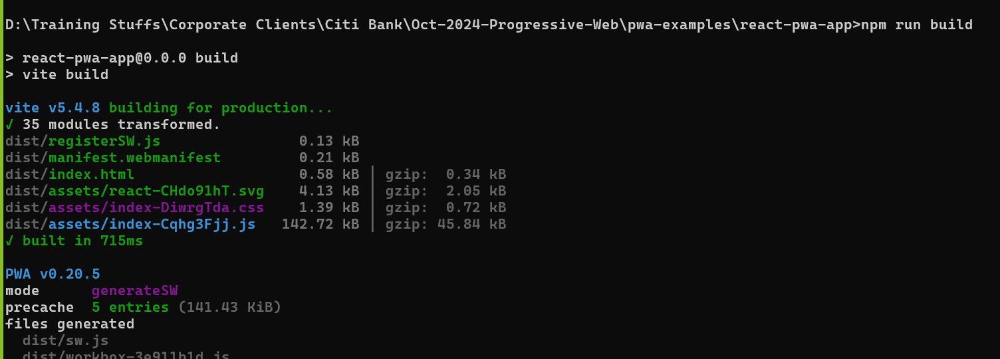 D:\Training Stuffs\Corporate Clients\Citi Bank\Oct-2024-Progressive-Web\pwa-examples\react-pwa-app>npm run build
> react-pwa-app@0.0.0 build
> vite build
vite v5.4.8 building for production...
✓ 35 modules transformed.
dist/registerSW.js 0.13 kB
dist/manifest.webmanifest 0.21 kB
dist/index.html 0.58 kB │ gzip: 0.34 kB
dist/assets/react-CHdo91hT.svg 4.13 kB │ gzip: 2.05 kB
dist/assets/index-DiwrgTda.css 1.39 kB │ gzip: 0.72 kB
dist/assets/index-Cqhg3Fjj.js 142.72 kB │ gzip: 45.84 kB
✓ built in 715ms
PWA v0.20.5
mode generateSW
precache 5 entries (141.43 KiB)
files generated
dist/sw.js
dist/workbox-3e911b1d.js